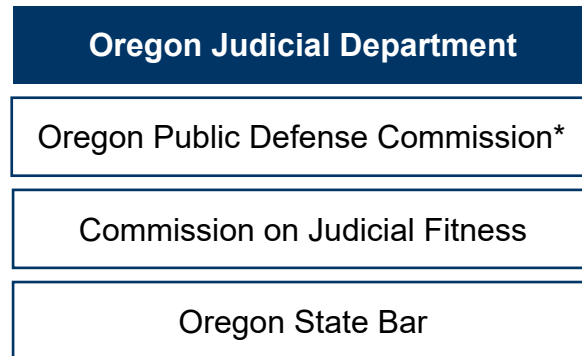 Oregon Judicial Department
Oregon Public Defense Commission*
Commission on Judicial Fitness
Oregon State Bar